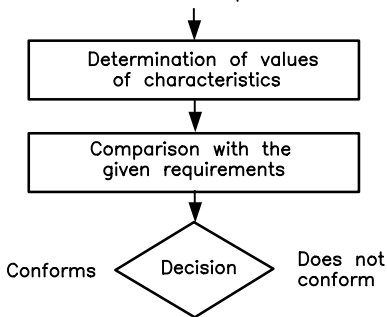 Determination of values
of characteristics
Comparison with the
given requirements
Conforms
Decision
Does not
conform